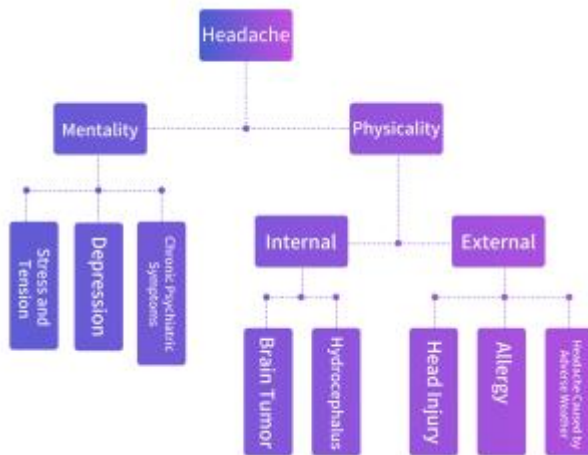 Headache
Mentality
Physicality
Stress and
Tension
Depression
Chronic Psychiatric
Symptoms
Internal
External
Brain Tumor
Hydrocephalus
Head Injury
Allergy
Headache Caused by
Adverse Weather